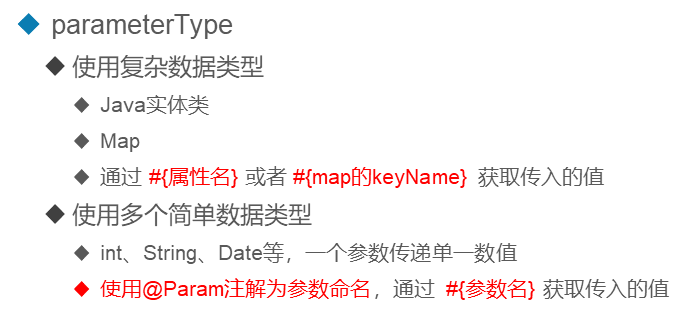 parameterType
使用复杂数据类型
Java实体类
Map
通过 #{属性名} 或者 #{map的keyName} 获取传入的值
使用多个简单数据类型
int、String、Date等，一个参数传递单一数值
使用@Param注解为参数命名，通过 #{参数名} 获取传入的值